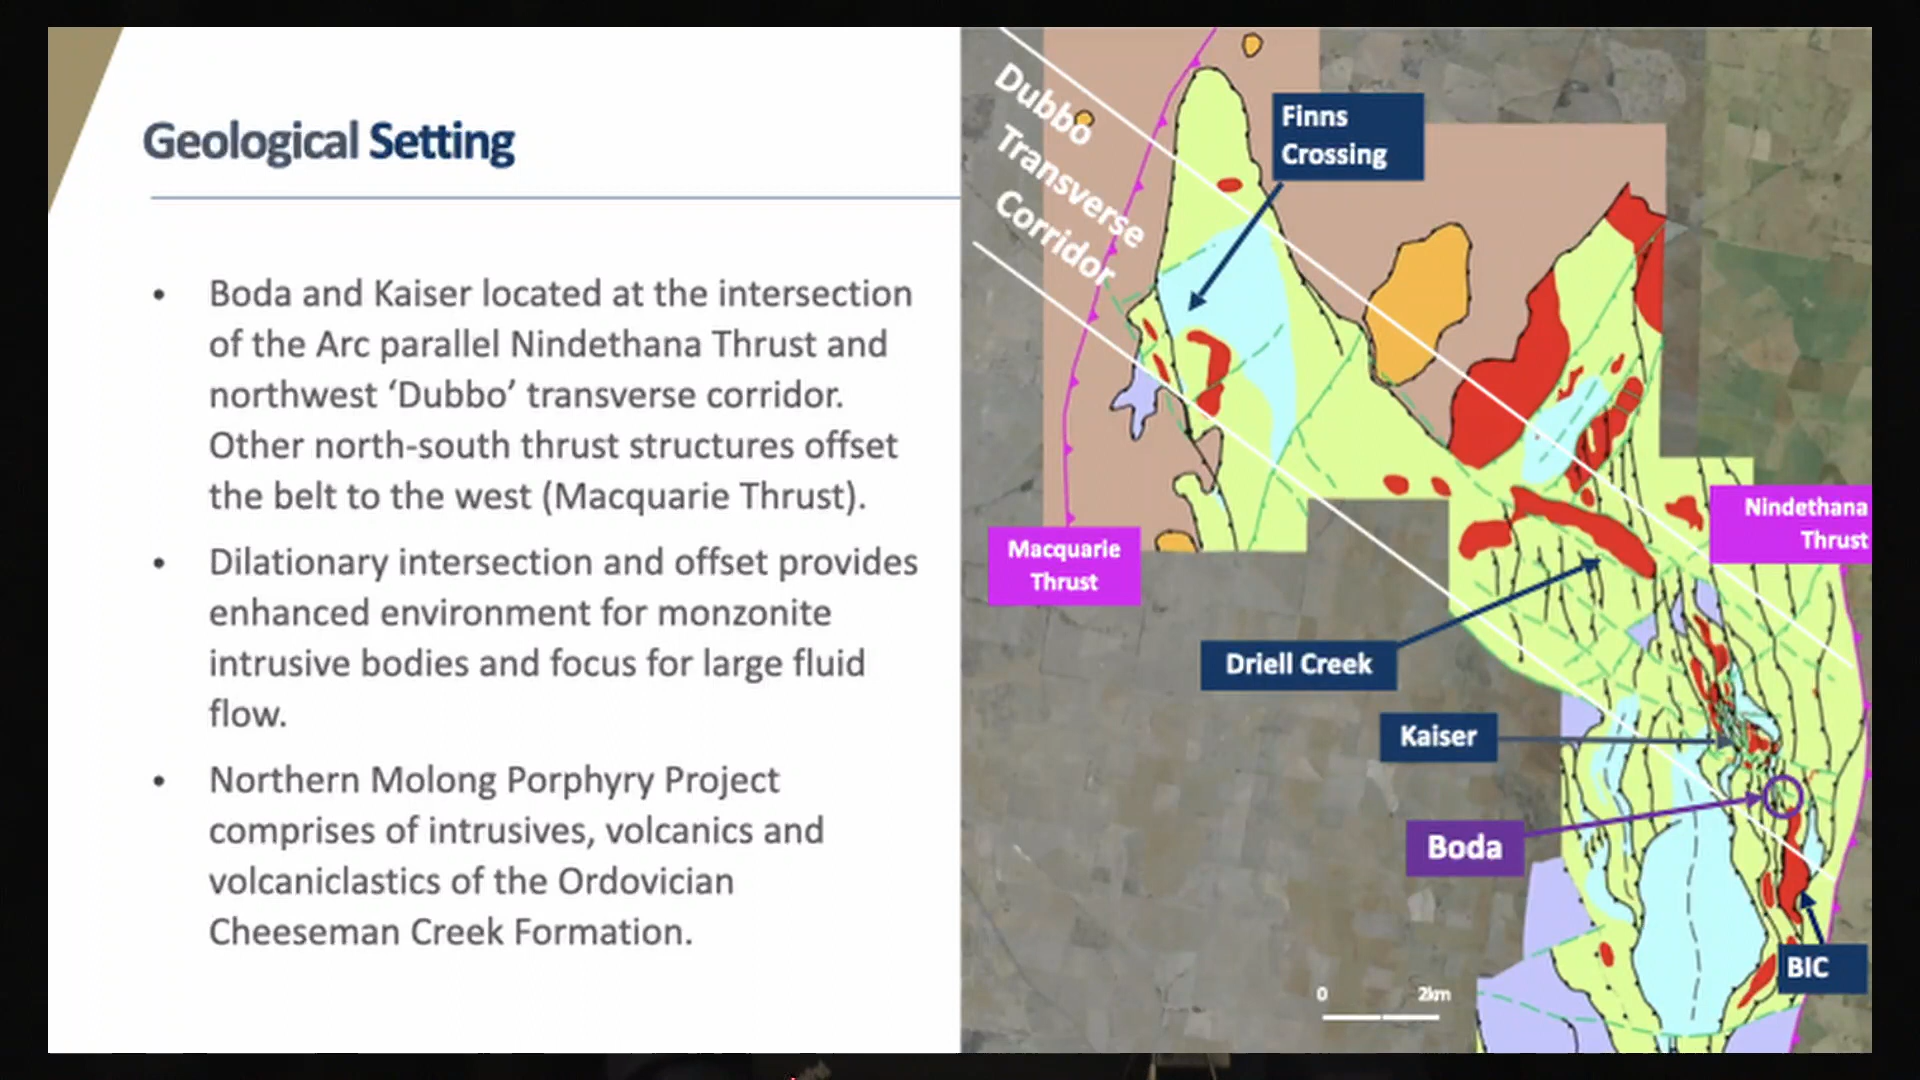 Geological Setting
• Boda and Kaiser located at the intersection
of the Arc parallel Nindethana Thrust and
northwest ‘Dubbo’ transverse corridor.
Other north-south thrust structures offset
the belt to the west (Macquarie Thrust).
• Dilationary intersection and offset provides
enhanced environment for monzonite
intrusive bodies and focus for large fluid
flow.
• Northern Molong Porphyry Project
comprises of intrusives, volcanics and
volcaniclastics of the Ordovician
Cheeseman Creek Formation.
Dubbo
Transverse
Corridor
Finns
Crossing
Macquarie
Thrust
Nindethana
Thrust
Driell Creek
Kaiser
Boda
BIC
0 2km